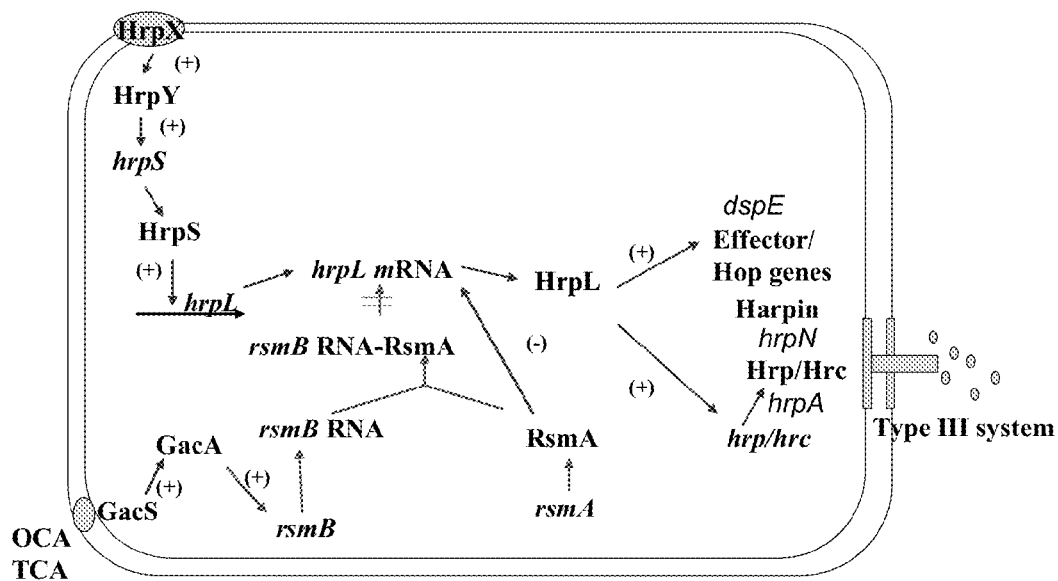 HrpX
(+)
HrpY
(+)
hrpS
HrpS
(+)
hrpL
hrpL mRNA
HrpL
(+)
dspE
Effector/
Hop genes
Harpin
hrpN
Hrp/Hrc
hrpA
hrp/hrc
(+)
(-)
rsmB RNA-RsmA
rsmB RNA
RsmA
rsmA
GacA
(+)
(+)
GacS
rsmB
OCA
TCA
Type III system